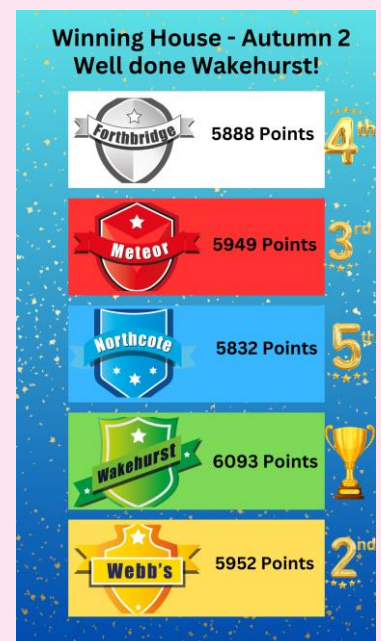 Winning House - Autumn 2
Well done Wakehurst!
Forthbridge
5888 Points
4th
Meteor
5949 Points
3rd
Northcote
5832 Points
5th
Wakehurst
6093 Points
Webb's
5952 Points
2nd